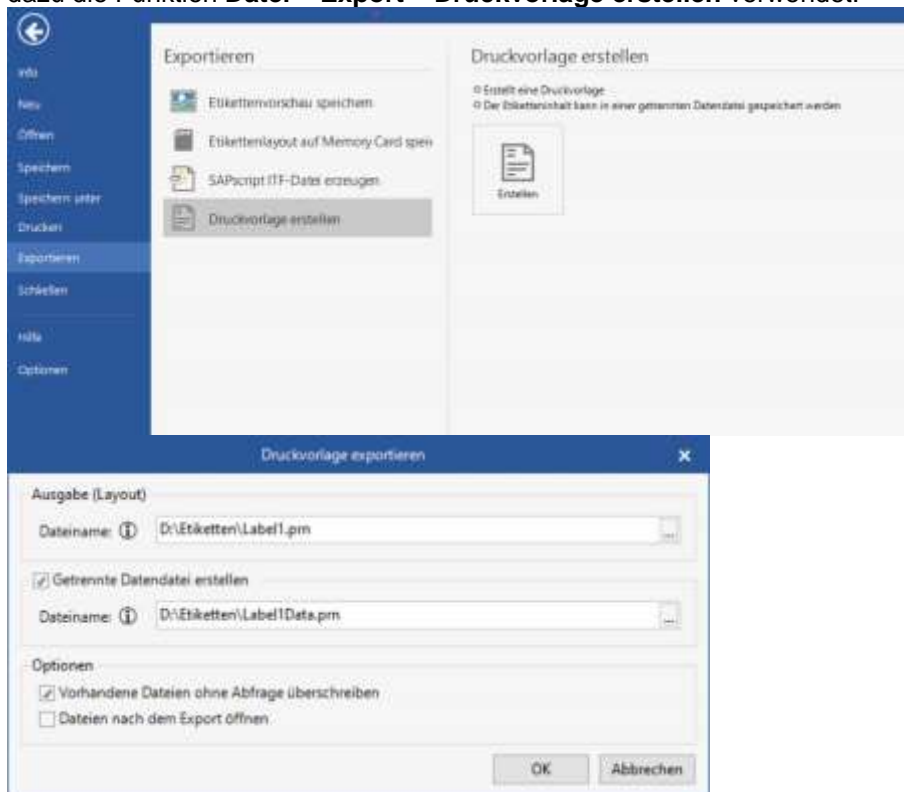 dazu die Funktion Datei – Export – Druckvorlage erstellen verwendet.
Info
Neu
Öffnen
Speichern
Speichern unter
Drucken
Exportieren
Schließen
Hilfe
Optionen
Exportieren
Etikettenvorschau speichern
Etikettenlayout auf Memory Card spei
SAPscript ITF-Datei erzeugen
Druckvorlage erstellen
Druckvorlage erstellen
Erstellt eine Druckvorlage
Der Etiketteninhalt kann in einer getrennten Datendatei gespeichert werden
Erstellen
Druckvorlage exportieren
Ausgabe (Layout)
Dateiname: D:\Etiketten\Label1.prn ...
Getrennte Datendatei erstellen
Dateiname: D:\Etiketten\Label1Data.prn ...
Optionen
Vorhandene Dateien ohne Abfrage überschreiben
Dateien nach dem Export öffnen
OK Abbrechen